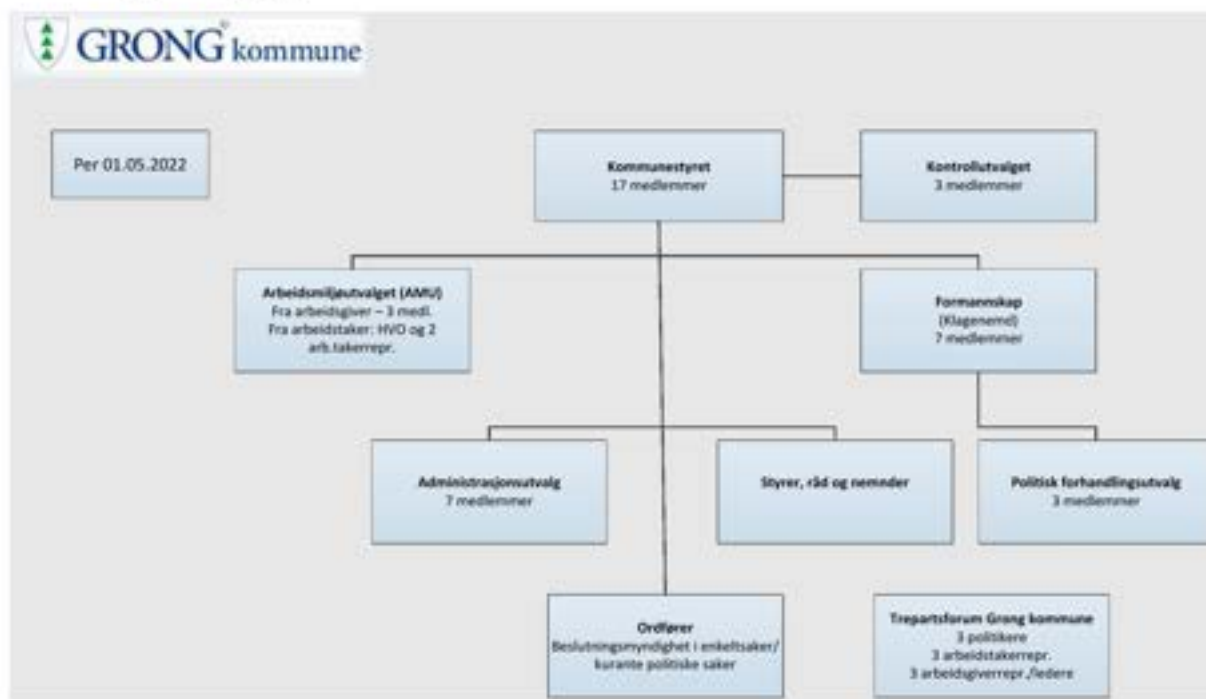 GRONG kommune
Per 01.05.2022
Kommunestyret
17 medlemmer
Kontrollutvalget
3 medlemmer
Arbeidsmiljøutvalget (AMU)
Fra arbeidsgiver – 3 medl.
Fra arbeidstaker: HVO og 2
arb.takerrepr.
Formannskap
(Klagenemd)
7 medlemmer
Administrasjonsutvalg
7 medlemmer
Styrer, råd og nemnder
Politisk forhandlingsutvalg
3 medlemmer
Ordfører
Beslutningsmyndighet i enkeltsaker/
kurante politiske saker
Trepartsforum Grong kommune
3 politikere
3 arbeidstakerrepr.
3 arbeidsgiverrepr./ledere